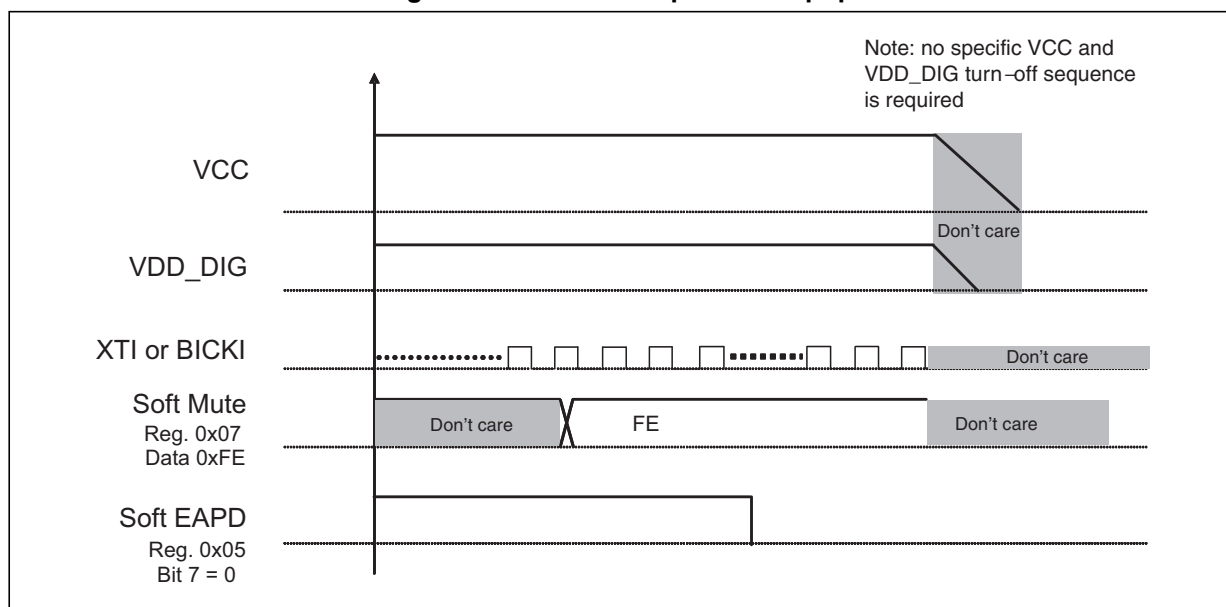 Note: no specific VCC and
VDD_DIG turn–off sequence
is required
VCC
Don't care
VDD_DIG
XTI or BICKI
Don't care
Soft Mute
Reg. 0x07
Data 0xFE
Don't care
FE
Don't care
Soft EAPD
Reg. 0x05
Bit 7 = 0